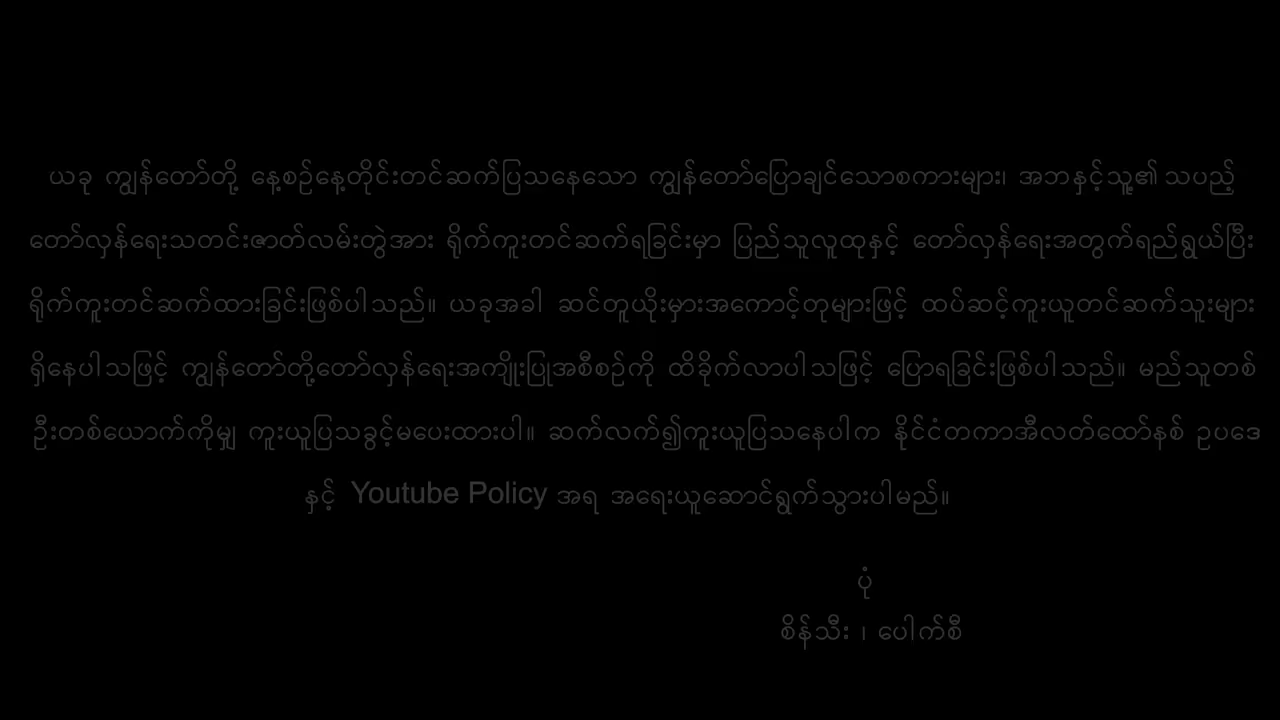 ယခု ကျွန်တော်တို့ နေ့စဉ်နေ့တိုင်းတင်ဆက်ပြသနေသော ကျွန်တော်ပြောချင်သောစကားများ၊ အဘနှင့်သူ့၏သပည့်
တော်လှန်ရေးသတင်းဇာတ်လမ်းတွဲအား ရိုက်ကူးတင်ဆက်ရခြင်းမှာ ပြည်သူလူထုနှင့် တော်လှန်ရေးအတွက်ရည်ရွယ်ပြီး
ရိုက်ကူးတင်ဆက်ထားခြင်းဖြစ်ပါသည်။ ယခုအခါ ဆင်တူယိုးမှားအကောင့်တုများဖြင့် ထပ်ဆင့်ကူးယူတင်ဆက်သူးများ
ရှိနေပါသဖြင့် ကျွန်တော်တို့တော်လှန်ရေးအကျိုးပြုအစီစဉ်ကို ထိခိုက်လာပါသဖြင့် ပြောရခြင်းဖြစ်ပါသည်။ မည်သူတစ်
ဦးတစ်ယောက်ကိုမျှ ကူးယူပြသခွင့်မပေးထားပါ။ ဆက်လက်၍ကူးယူပြသနေပါက နိုင်ငံတကာအီလတ်ထော်နစ် ဥပဒေ
နှင့် Youtube Policy အရ အရေးယူဆောင်ရွက်သွားပါမည်။
ပုံ
စိန်သီး ၊ ပေါက်စီ